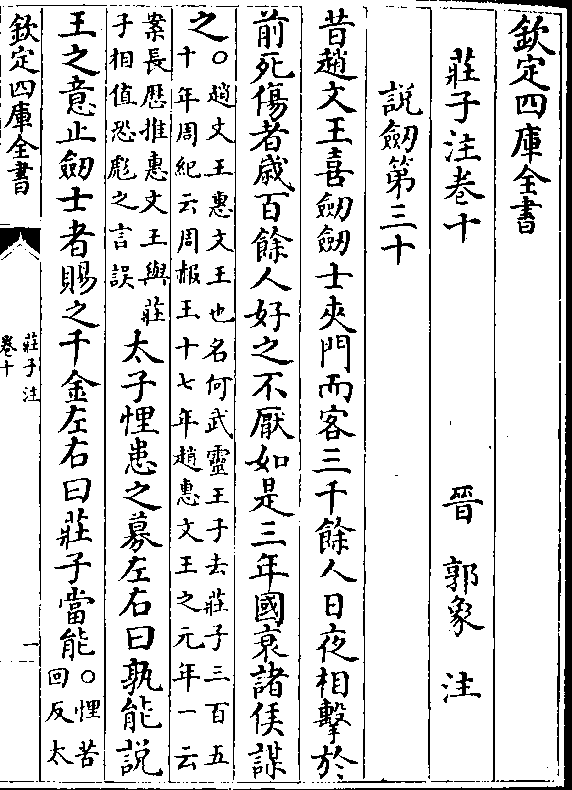 欽定四庫全書
莊子注卷十
晉　郭象　注
說劒第三十
昔趙文王喜劒劒士夾門而客三千餘人日夜相擊於
前死傷者歳百餘人好之不厭如是三年國衰諸侯謀
之○趙文王惠文王也名何武靈王子去莊子三百五
十年周紀云周赧王十七年趙惠文王之元年一云
案長厯推惠文王與莊
子相值恐彪之言誤
太子悝患之募左右曰孰能說
王之意止劒士者賜之千金左右曰莊子當能○悝苦
回反太
欽定四庫全書
莊子注
卷十
一